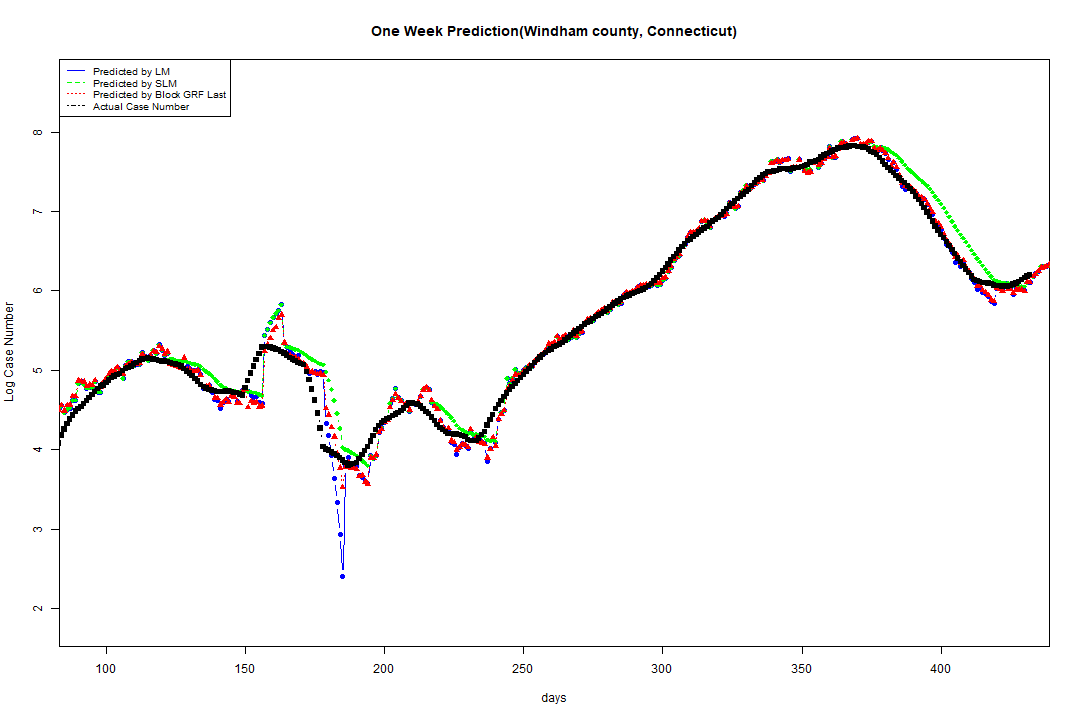 One Week Prediction(Windham county, Connecticut)
Predicted by LM
Predicted by SLM
Predicted by Block GRF Last
Actual Case Number
8
7
6
5
4
3
2
Log Case Number
100 150 200 250 300 350 400
days